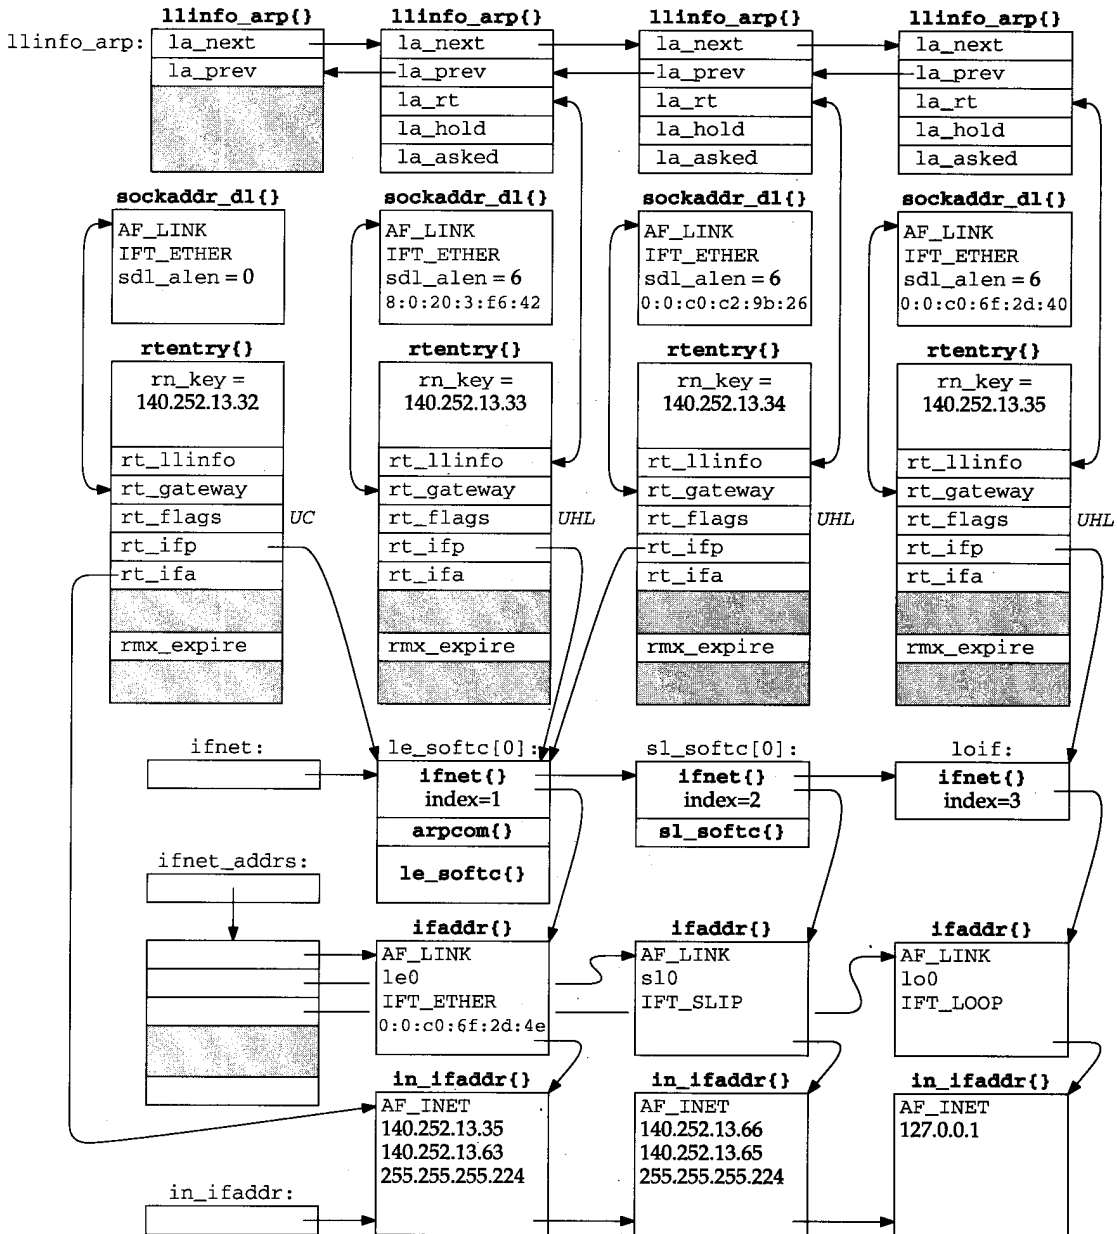 llinfo_arp{} llinfo_arp{} llinfo_arp{} llinfo_arp{}
llinfo_arp: la_next la_next la_next la_next
la_prev la_prev la_prev la_prev
la_rt la_rt la_rt
la_hold la_hold la_hold
la_asked la_asked la_asked
sockaddr_dl{} sockaddr_dl{} sockaddr_dl{} sockaddr_dl{}
AF_LINK AF_LINK AF_LINK AF_LINK
IFT_ETHER IFT_ETHER IFT_ETHER IFT_ETHER
sdl_alen = 0 sdl_alen = 6 sdl_alen = 6 sdl_alen = 6
8:0:20:3:f6:42 0:0:c0:c2:9b:26 0:0:c0:6f:2d:40
rtentry{} rtentry{} rtentry{} rtentry{}
rn_key = rn_key = rn_key = rn_key =
140.252.13.32 140.252.13.33 140.252.13.34 140.252.13.35
rt_llinfo rt_llinfo rt_llinfo rt_llinfo
rt_gateway rt_gateway rt_gateway rt_gateway
rt_flags UC rt_flags UHL rt_flags UHL rt_flags UHL
rt_ifp rt_ifp rt_ifp rt_ifp
rt_ifa rt_ifa rt_ifa rt_ifa
rmx_expire rmx_expire rmx_expire rmx_expire
ifnet: le_softc[0]: sl_softc[0]: loif:
ifnet{} ifnet{} ifnet{}
index=1 index=2 index=3
arpcom{} sl_softc{}
ifnet_addrs: le_softc{}
ifaddr{} ifaddr{} ifaddr{}
AF_LINK AF_LINK AF_LINK
le0 sl0 lo0
IFT_ETHER IFT_SLIP IFT_LOOP
0:0:c0:6f:2d:4e
in_ifaddr{} in_ifaddr{} in_ifaddr{}
AF_INET AF_INET AF_INET
140.252.13.35 140.252.13.66 127.0.0.1
140.252.13.63 140.252.13.65
255.255.255.224 255.255.255.224
in_ifaddr: